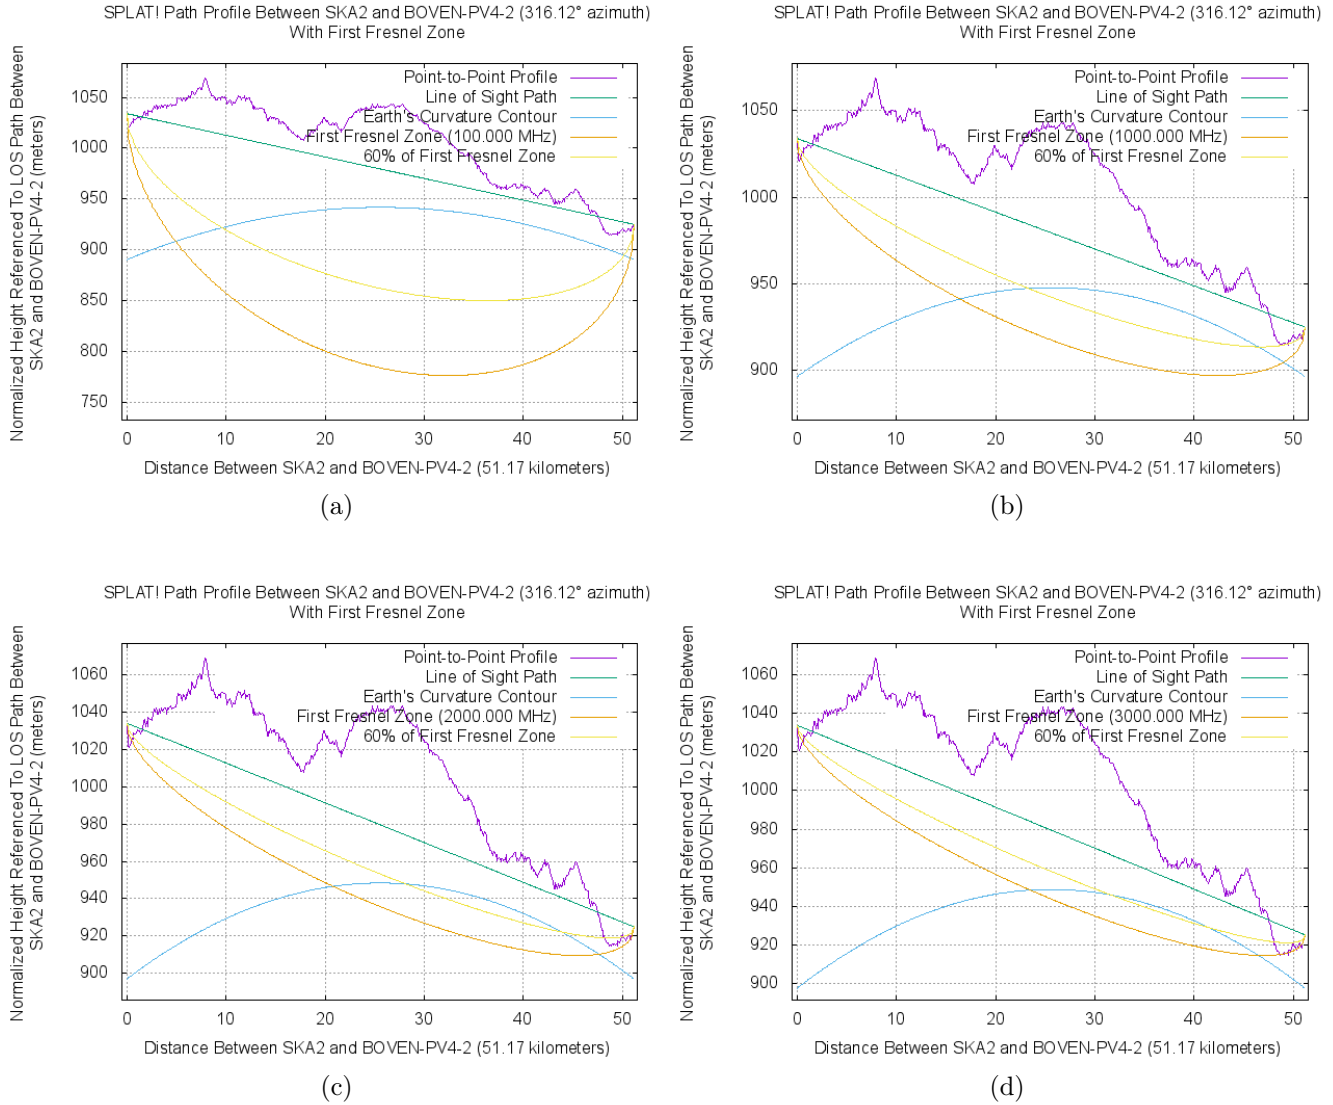 SPLAT! Path Profile Between SKA2 and BOVEN-PV4-2 (316.12° azimuth)
With First Fresnel Zone
Normalized Height Referenced To LOS Path Between
SKA2 and BOVEN-PV4-2 (meters)
Point-to-Point Profile
Line of Sight Path
Earth's Curvature Contour
First Fresnel Zone (100.000 MHz)
60% of First Fresnel Zone
1050
1000
950
900
850
800
750
0 10 20 30 40 50
Distance Between SKA2 and BOVEN-PV4-2 (51.17 kilometers)
(a)
SPLAT! Path Profile Between SKA2 and BOVEN-PV4-2 (316.12° azimuth)
With First Fresnel Zone
Normalized Height Referenced To LOS Path Between
SKA2 and BOVEN-PV4-2 (meters)
Point-to-Point Profile
Line of Sight Path
Earth's Curvature Contour
First Fresnel Zone (1000.000 MHz)
60% of First Fresnel Zone
1050
1000
950
900
0 10 20 30 40 50
Distance Between SKA2 and BOVEN-PV4-2 (51.17 kilometers)
(b)
SPLAT! Path Profile Between SKA2 and BOVEN-PV4-2 (316.12° azimuth)
With First Fresnel Zone
Normalized Height Referenced To LOS Path Between
SKA2 and BOVEN-PV4-2 (meters)
Point-to-Point Profile
Line of Sight Path
Earth's Curvature Contour
First Fresnel Zone (2000.000 MHz)
60% of First Fresnel Zone
1060
1040
1020
1000
980
960
940
920
900
0 10 20 30 40 50
Distance Between SKA2 and BOVEN-PV4-2 (51.17 kilometers)
(c)
SPLAT! Path Profile Between SKA2 and BOVEN-PV4-2 (316.12° azimuth)
With First Fresnel Zone
Normalized Height Referenced To LOS Path Between
SKA2 and BOVEN-PV4-2 (meters)
Point-to-Point Profile
Line of Sight Path
Earth's Curvature Contour
First Fresnel Zone (3000.000 MHz)
60% of First Fresnel Zone
1060
1040
1020
1000
980
960
940
920
900
0 10 20 30 40 50
Distance Between SKA2 and BOVEN-PV4-2 (51.17 kilometers)
(d)